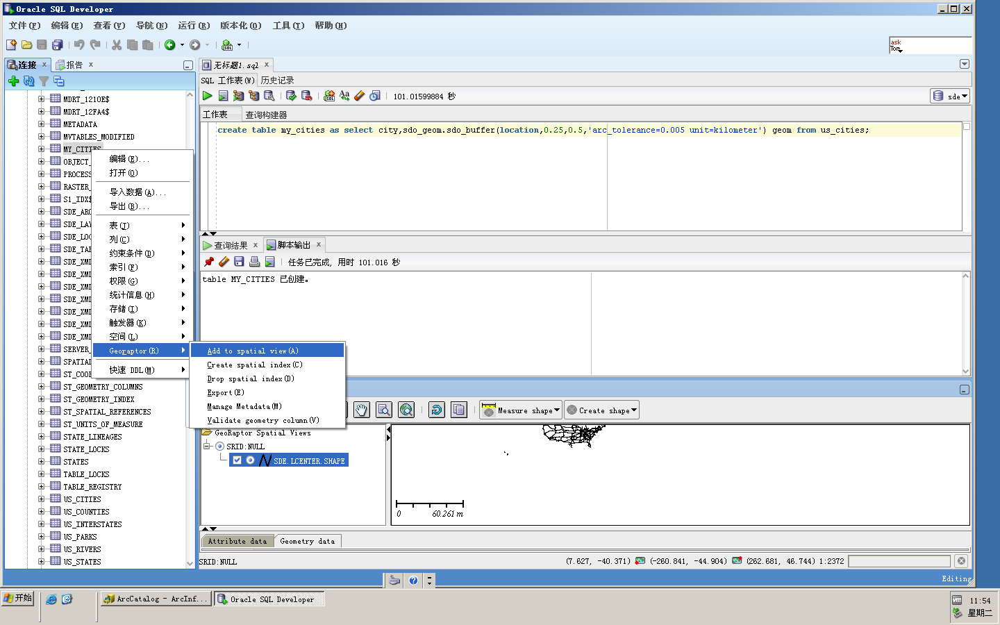 Oracle SQL Developer
文件(F) 编辑(E) 查看(V) 导航(N) 运行(R) 版本化(O) 工具(T) 帮助(H)
ask
Tom
连接 x 报告 x
无标题1.sql x
SQL 工作表(W) 历史记录
101.01599884 秒
sde
工作表 查询构建器
create table my_cities as select city,sdo_geom.sdo_buffer(location,0.25,0.5,'arc_tolerance=0.005 unit=kilometer') geom from us_cities;
MDRT_1210E$
MDRT_12FA4$
METADATA
MVTABLES_MODIFIED
MY_CITIES
OBJECT_
PROCESS
RASTER_
S1_IDX$
SDE_ARC
SDE_LAY
SDE_LOC
SDE_TAB
SDE_XMI
SDE_XMI
SDE_XMI
SDE_XMI
SDE_XMI
SDE_XMI
SDE_XMI
SERVER_
SPATIAL
ST_COOR
ST_GEOMETRY_COLUMNS
ST_GEOMETRY_INDEX
ST_SPATIAL_REFERENCES
ST_UNITS_OF_MEASURE
STATE_LINEAGES
STATE_LOCKS
STATES
TABLE_LOCKS
TABLE_REGISTRY
US_CITIES
US_COUNTIES
US_INTERSTATES
US_PARKS
US_RIVERS
US_STATES
编辑(E)...
打开(O)
导入数据(A)...
导出(B)...
表(T)
列(C)
约束条件(D)
索引(F)
权限(G)
统计信息(H)
存储(I)
触发器(K)
空间(L)
Georaptor(R)
快速 DDL(M)
Add to spatial view(A)
Create spatial index(C)
Drop spatial index(D)
Export(E)
Manage Metadata(M)
Validate geometry column(V)
查询结果 x 脚本输出 x
任务已完成, 用时 101.016 秒
table MY_CITIES 已创建。
Measure shape Create shape
GeoRaptor Spatial Views
SRID:NULL
SDE.LCENTER.SHAPE
0 60.261 m
Attribute data Geometry data
SRID:NULL
(7.627, -40.371) (-260.841, -44.904) (262.681, 46.744) 1:2372
Editing
开始 ArcCatalog - ArcInf... Oracle SQL Developer
11:54
星期二